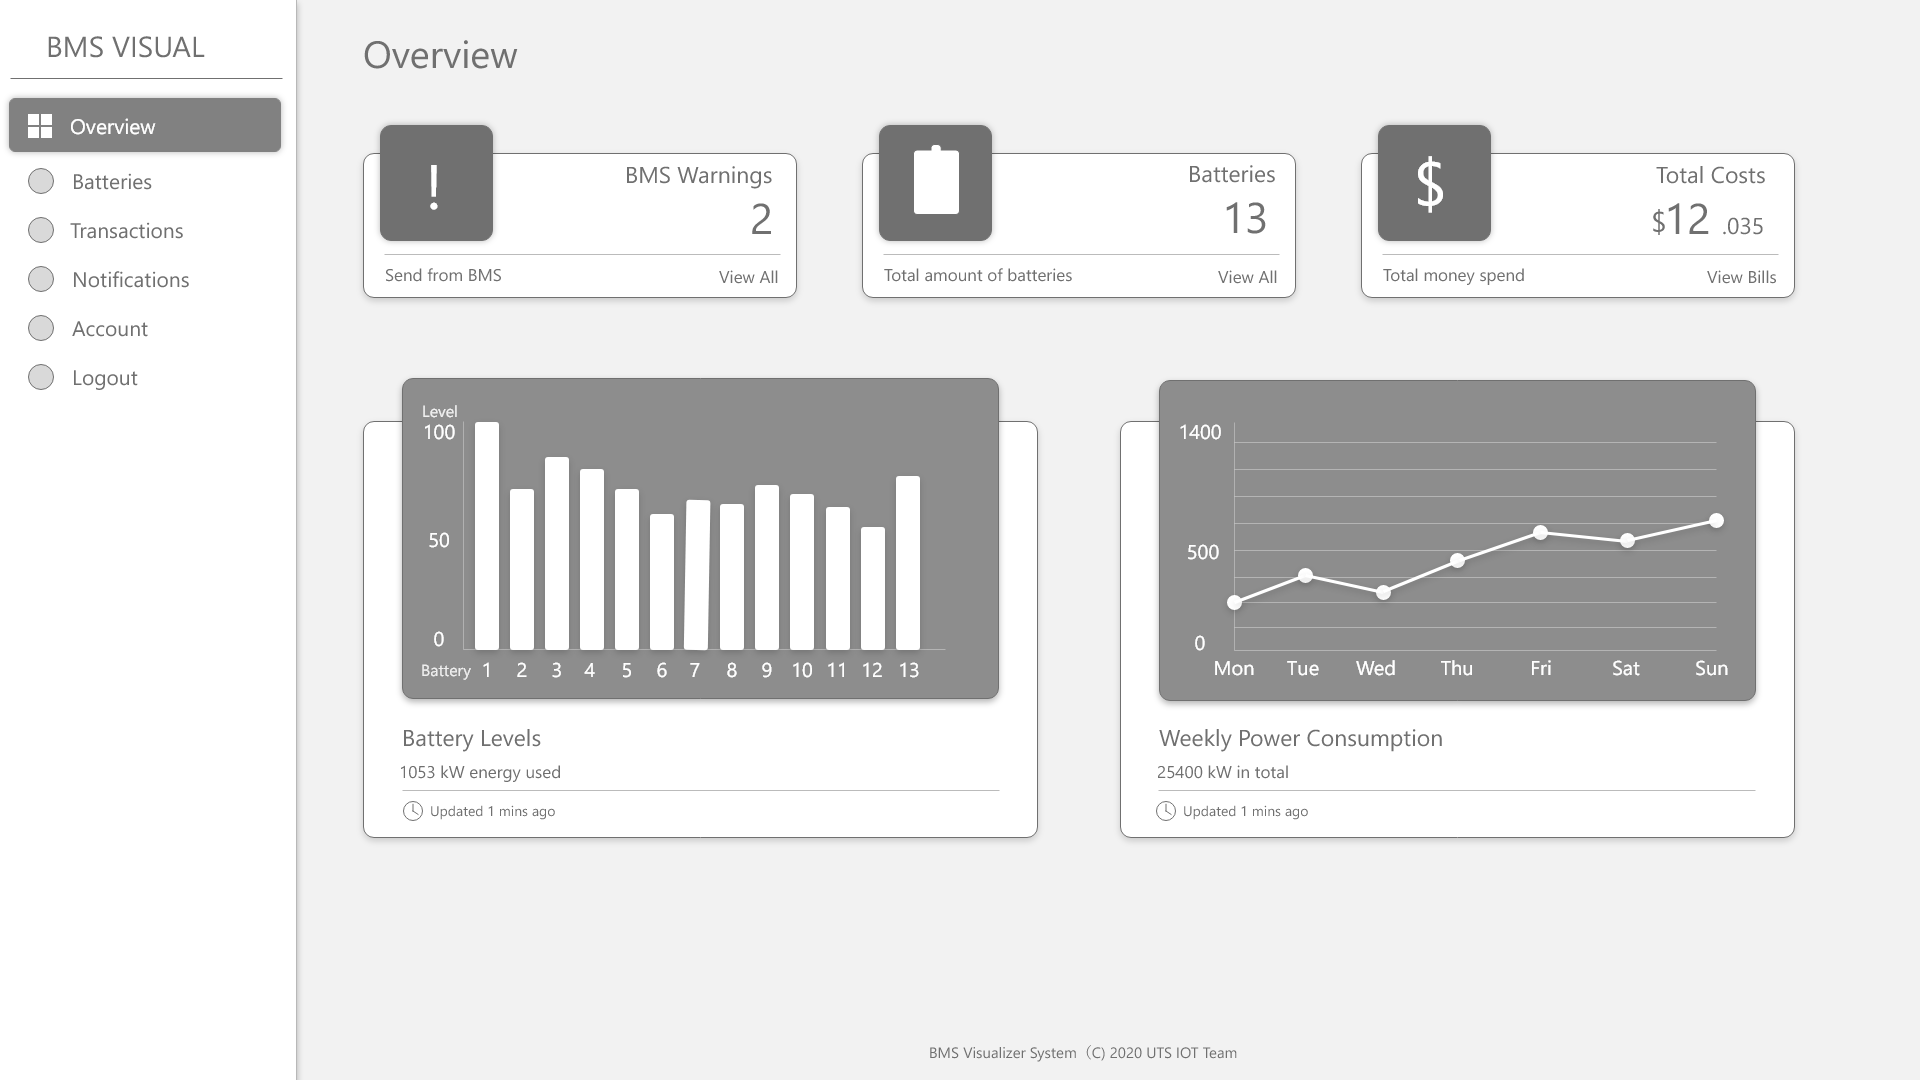 BMS VISUAL
Overview
Batteries
Transactions
Notifications
Account
Logout
Overview
!
BMS Warnings
2
Send from BMS
View All
Batteries
13
Total amount of batteries
View All
$
Total Costs
$12 .035
Total money spend
View Bills
Level
100
50
0
Battery 1 2 3 4 5 6 7 8 9 10 11 12 13
Battery Levels
1053 kW energy used
Updated 1 mins ago
1400
500
0
Mon Tue Wed Thu Fri Sat Sun
Weekly Power Consumption
25400 kW in total
Updated 1 mins ago
BMS Visualizer System（C) 2020 UTS IOT Team